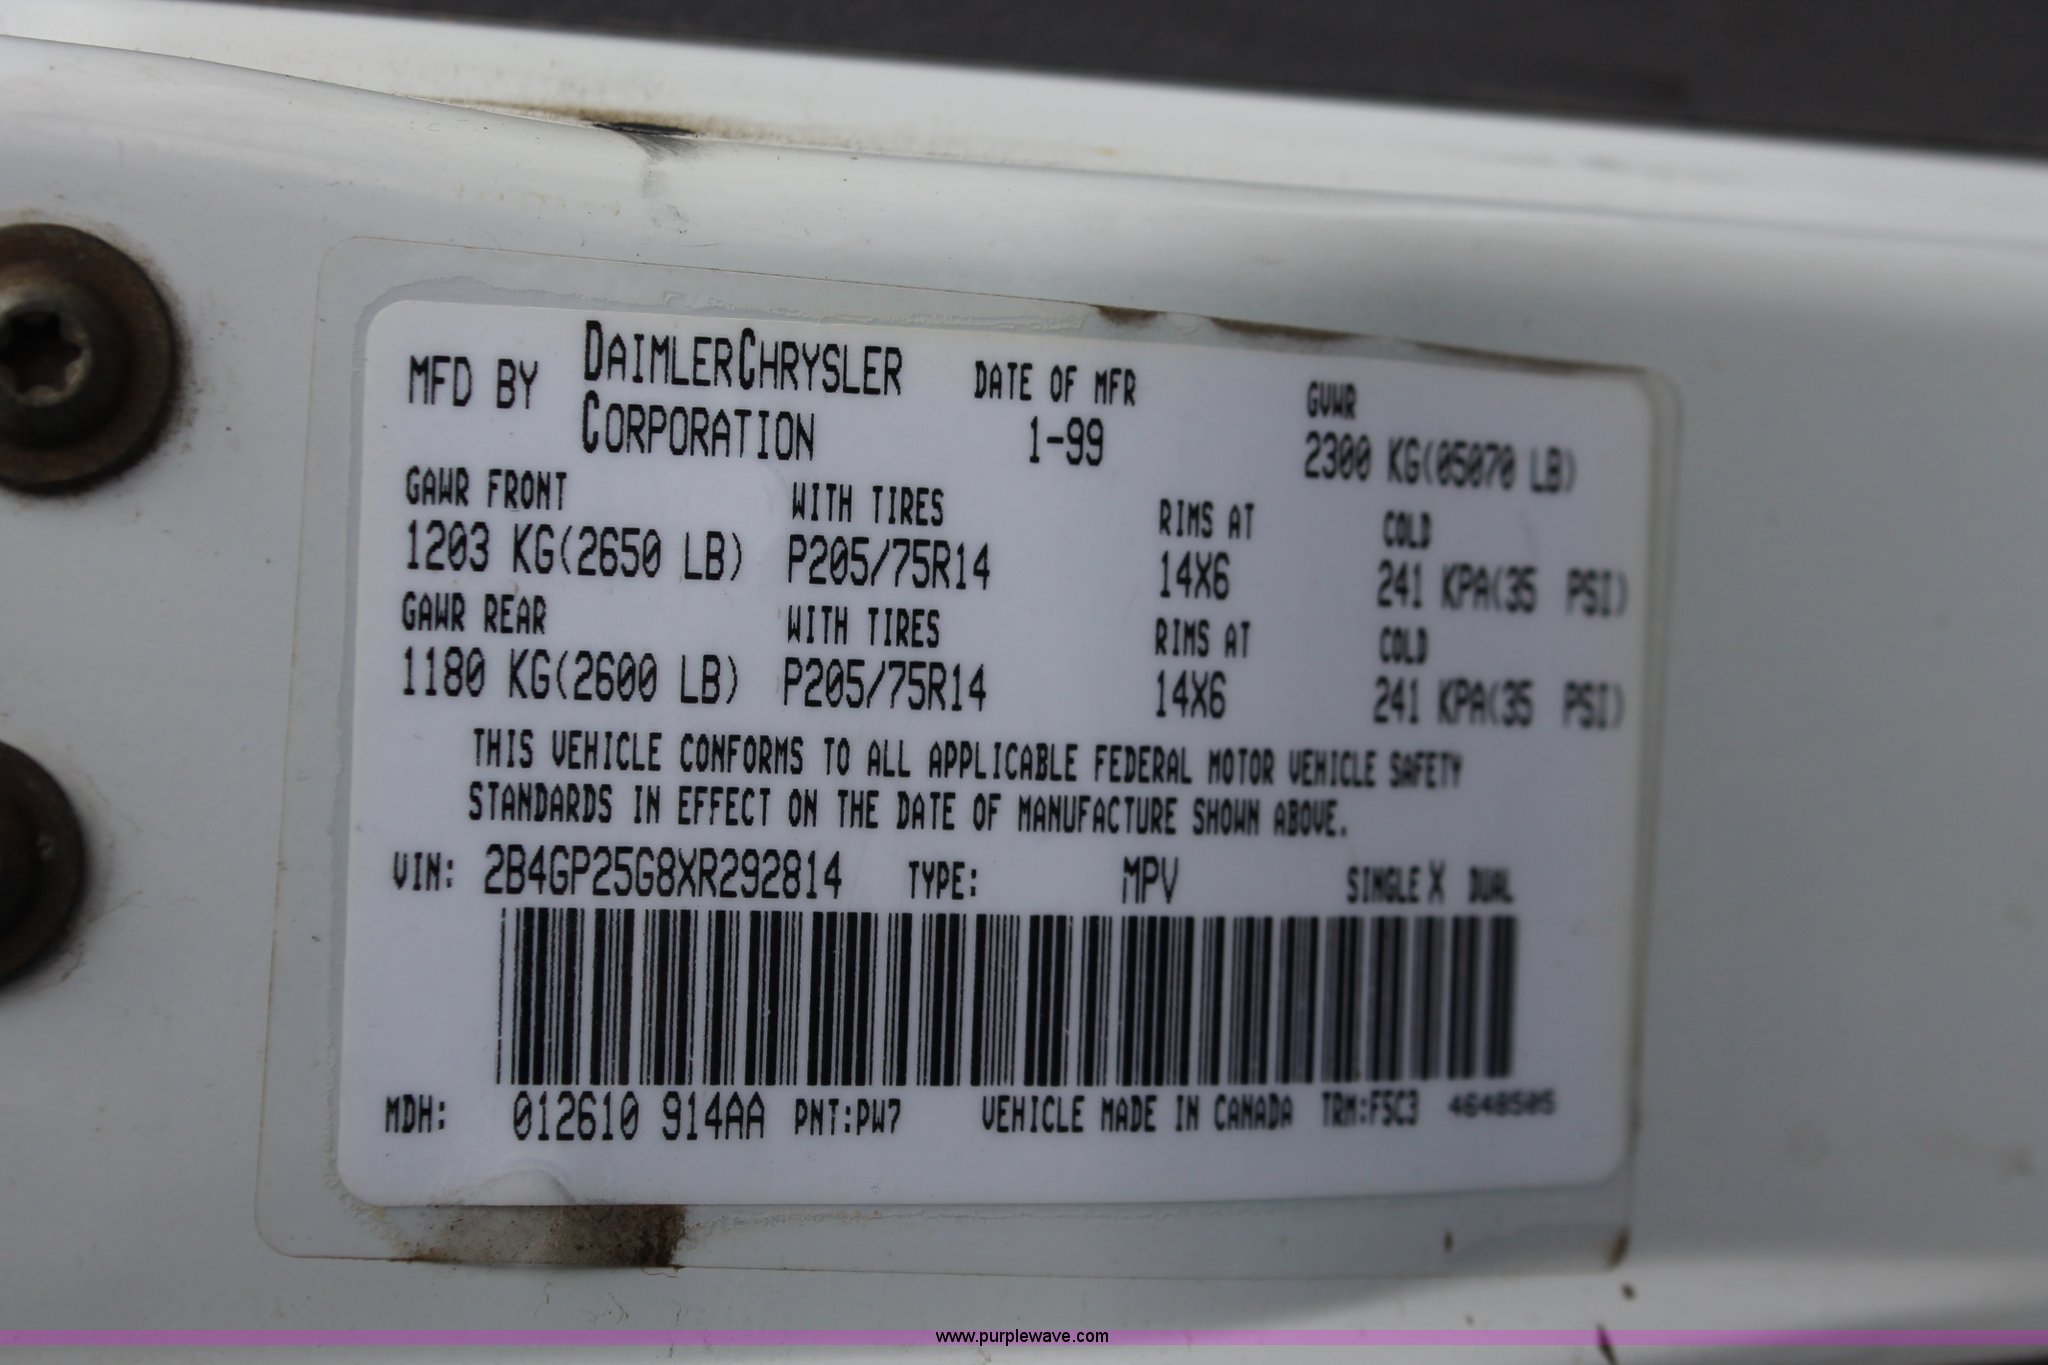 MFD BY DAIMLERCHRYSLER CORPORATION
DATE OF MFR
1-99
GVWR
2300 KG(05070 LB)
GAWR FRONT WITH TIRES RIMS AT COLD
1203 KG(2650 LB) P205/75R14 14X6 241 KPA(35 PSI)
GAWR REAR WITH TIRES RIMS AT COLD
1180 KG(2600 LB) P205/75R14 14X6 241 KPA(35 PSI)
THIS VEHICLE CONFORMS TO ALL APPLICABLE FEDERAL MOTOR VEHICLE SAFETY
STANDARDS IN EFFECT ON THE DATE OF MANUFACTURE SHOWN ABOVE.
VIN: 2B4GP25G8XR292814 TYPE: MPV SINGLE X DUAL
MDH: 012610 914AA PNT:PW7 VEHICLE MADE IN CANADA TRM:F5C3 4648505
www.purplewave.com